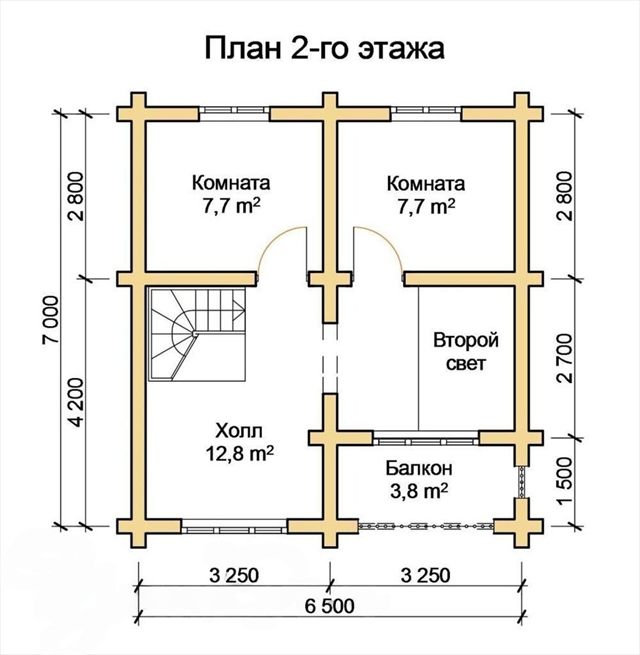 План 2-го этажа
Комната
7,7 m²
Комната
7,7 m²
2 800
2 800
7 000
4 200
Второй
свет
2 700
Холл
12,8 m²
Балкон
3,8 m²
1 500
3 250
3 250
6 500